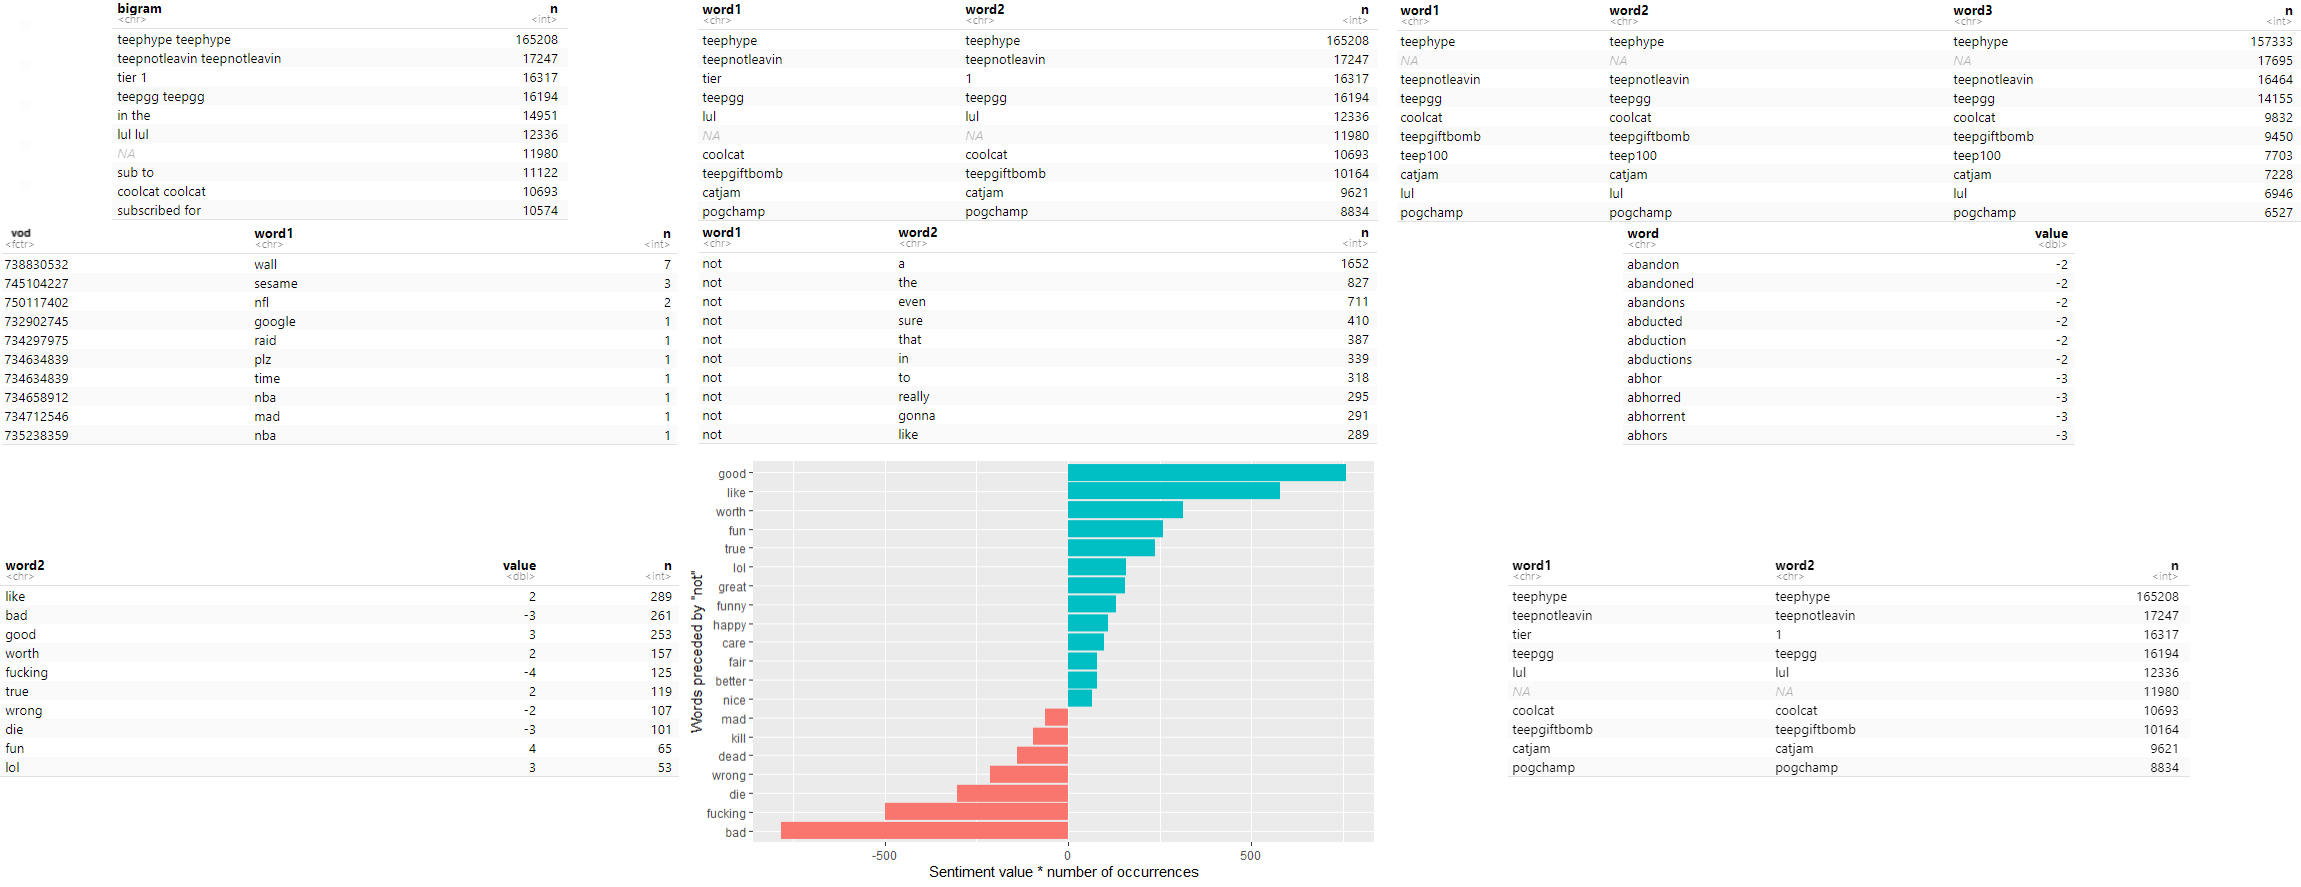 bigram n
<chr> <int>
teephype teephype 165208
teepnotleavin teepnotleavin 17247
tier 1 16317
teepgg teepgg 16194
in the 14951
lul lul 12336
NA 11980
sub to 11122
coolcat coolcat 10693
subscribed for 10574
word1 word2 n
<chr> <chr> <int>
teephype teephype 165208
teepnotleavin teepnotleavin 17247
tier 1 16317
teepgg teepgg 16194
lul lul 12336
NA NA 11980
coolcat coolcat 10693
teepgiftbomb teepgiftbomb 10164
catjam catjam 9621
pogchamp pogchamp 8834
word1 word2 word3 n
<chr> <chr> <chr> <int>
teephype teephype teephype 157333
NA NA NA 17695
teepnotleavin teepnotleavin teepnotleavin 16464
teepgg teepgg teepgg 14155
coolcat coolcat coolcat 9832
teepgiftbomb teepgiftbomb teepgiftbomb 9450
teep100 teep100 teep100 7703
catjam catjam catjam 7228
lul lul lul 6946
pogchamp pogchamp pogchamp 6527
vod word1 n
<fctr> <chr> <int>
738830532 wall 7
745104227 sesame 3
750117402 nfl 2
732902745 google 1
734297975 raid 1
734634839 plz 1
734634839 time 1
734658912 nba 1
734712546 mad 1
735238359 nba 1
word1 word2 n
<chr> <chr> <int>
not a 1652
not the 827
not even 711
not sure 410
not that 387
not in 339
not to 318
not really 295
not gonna 291
not like 289
word value
<chr> <dbl>
abandon -2
abandoned -2
abandons -2
abducted -2
abduction -2
abductions -2
abhor -3
abhorred -3
abhorrent -3
abhors -3
word2 value n
<chr> <dbl> <int>
like 2 289
bad -3 261
good 3 253
worth 2 157
fucking -4 125
true 2 119
wrong -2 107
die -3 101
fun 4 65
lol 3 53
Words preceded by "not"
good
like
worth
fun
true
lol
great
funny
happy
care
fair
better
nice
mad
kill
dead
wrong
die
fucking
bad
-500 0 500
Sentiment value * number of occurrences
word1 word2 n
<chr> <chr> <int>
teephype teephype 165208
teepnotleavin teepnotleavin 17247
tier 1 16317
teepgg teepgg 16194
lul lul 12336
NA NA 11980
coolcat coolcat 10693
teepgiftbomb teepgiftbomb 10164
catjam catjam 9621
pogchamp pogchamp 8834